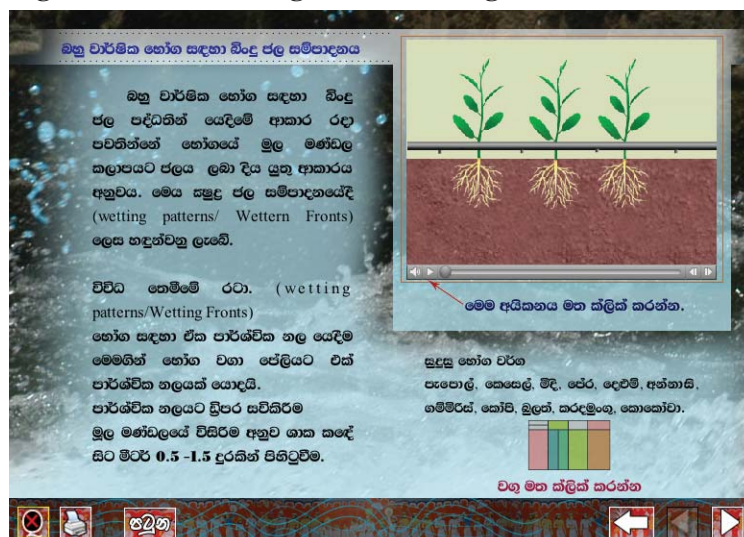 බහු වාර්ෂික භෝග සඳහා බිංදු ජල සම්පාදනය
බහු වාර්ෂික භෝග සඳහා බිංදු
ජල පද්ධතින් යෙදීමේ ආකාර රදා
පවතින්නේ භෝගයේ මූල මණ්ඩල
කලාපයට ජලය ලබා දිය යුතු ආකාරය
අනුවය. මෙය ක්‍ෂුද්‍ර ජල සම්පාදනයේදී
(wetting patterns/ Wettern Fronts)
ලෙස හඳුන්වනු ලැබේ.
විවිධ තෙමීමේ රටා. (wetting
patterns/Wetting Fronts)
භෝග සඳහා ඒක පාර්ශ්වික නල යෙදීම
මෙමගින් භෝග වගා පේලියට එක්
පාර්ශ්වික නලයක් යොදයි.
පාර්ශ්වික නලයට ඩ්‍රිපර් සවිකිරීම
මූල මණ්ඩලයේ විසිරීම අනුව ශාක කඳේ
සිට මීටර් 0.5 -1.5 දුරකින් පිහිටුවීම.
මෙම අයිකනය මත ක්ලික් කරන්න.
සුදුසු භෝග වර්ග
පැපොල්, කෙසෙල්, මිදි, පේර, දෙළුම්, අන්නාසි,
ගම්මිරිස්, කෝපි, බුලත්, කරදමුංගු, කොකෝවා.
වගු මත ක්ලික් කරන්න
පටුන